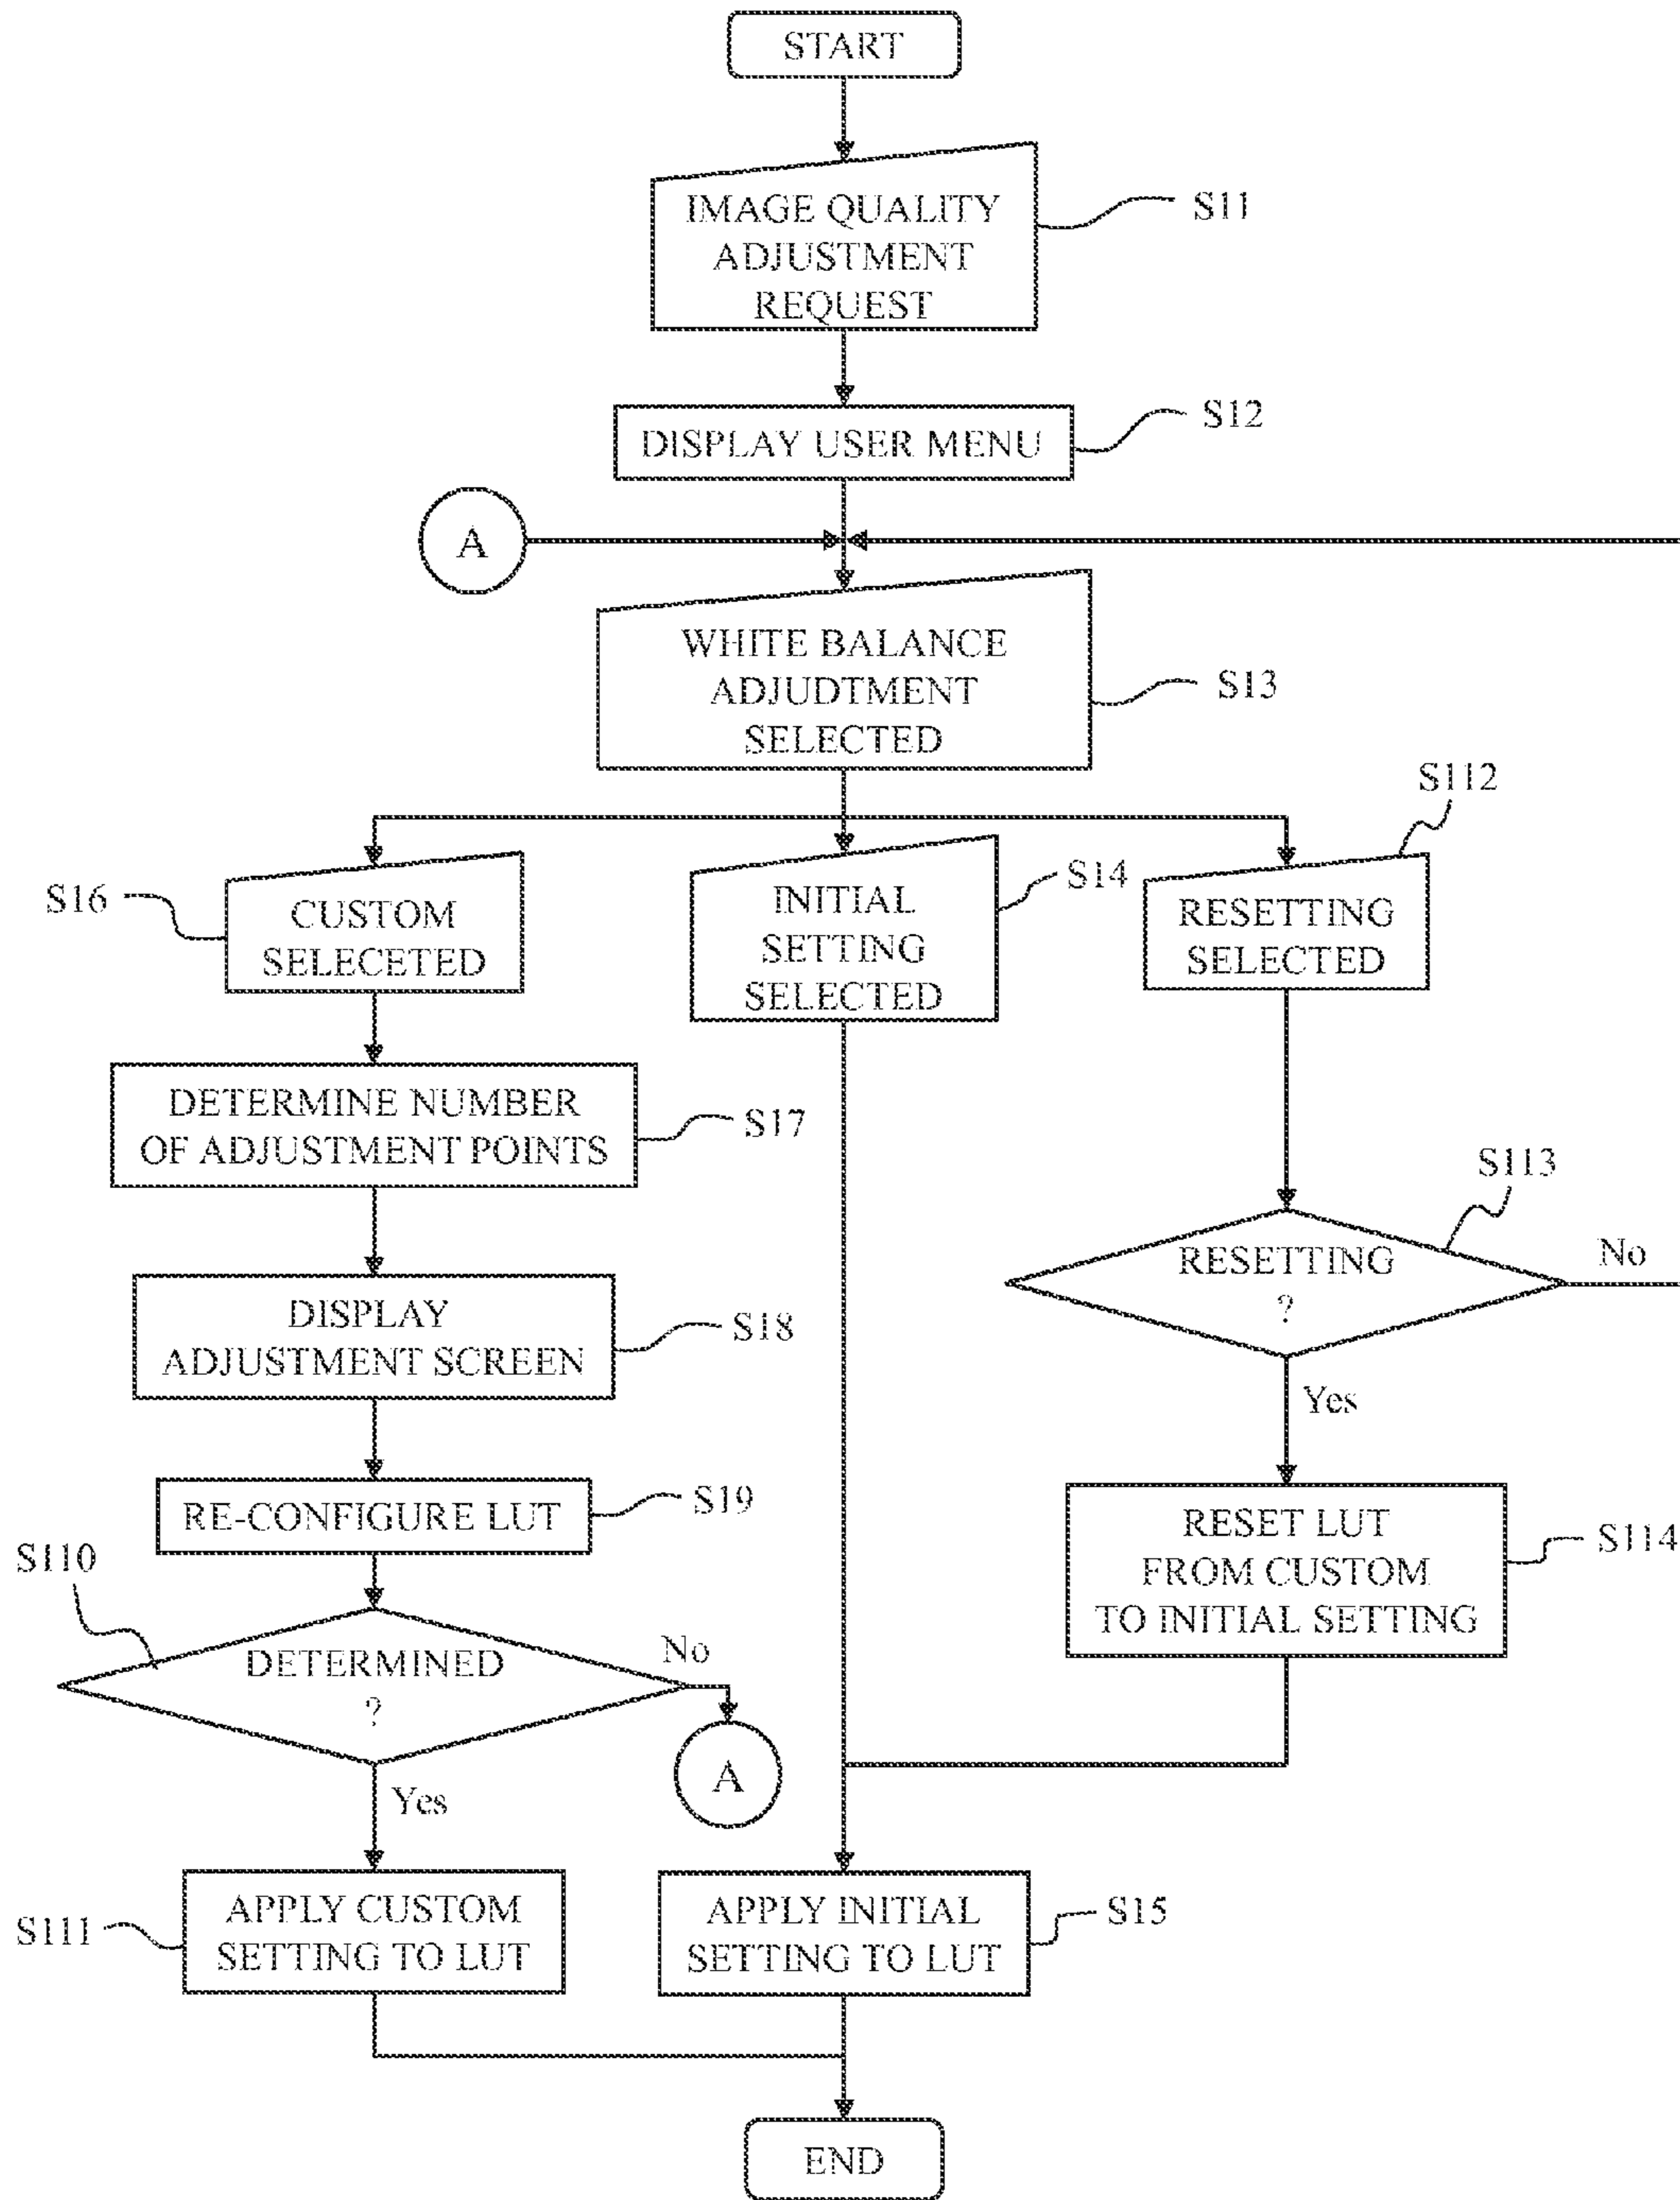 START
IMAGE QUALITY
ADJUSTMENT
REQUEST
S11
DISPLAY USER MENU
S12
A
WHITE BALANCE
ADJUDTMENT
SELECTED
S13
S16
CUSTOM
SELECETED
INITIAL
SETTING
SELECTED
S14
S112
RESETTING
SELECTED
DETERMINE NUMBER
OF ADJUSTMENT POINTS
S17
S113
RESETTING
?
No
Yes
DISPLAY
ADJUSTMENT SCREEN
S18
RE-CONFIGURE LUT
S19
RESET LUT
FROM CUSTOM
TO INITIAL SETTING
S114
S110
DETERMINED
?
No
A
Yes
S111
APPLY CUSTOM
SETTING TO LUT
APPLY INITIAL
SETTING TO LUT
S15
END